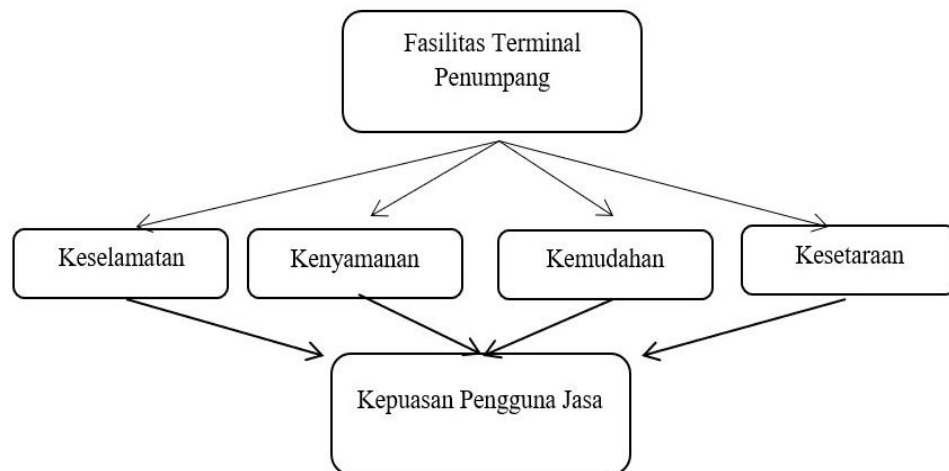 Fasilitas Terminal
Penumpang
Keselamatan
Kenyamanan
Kemudahan
Kesetaraan
Kepuasan Pengguna Jasa